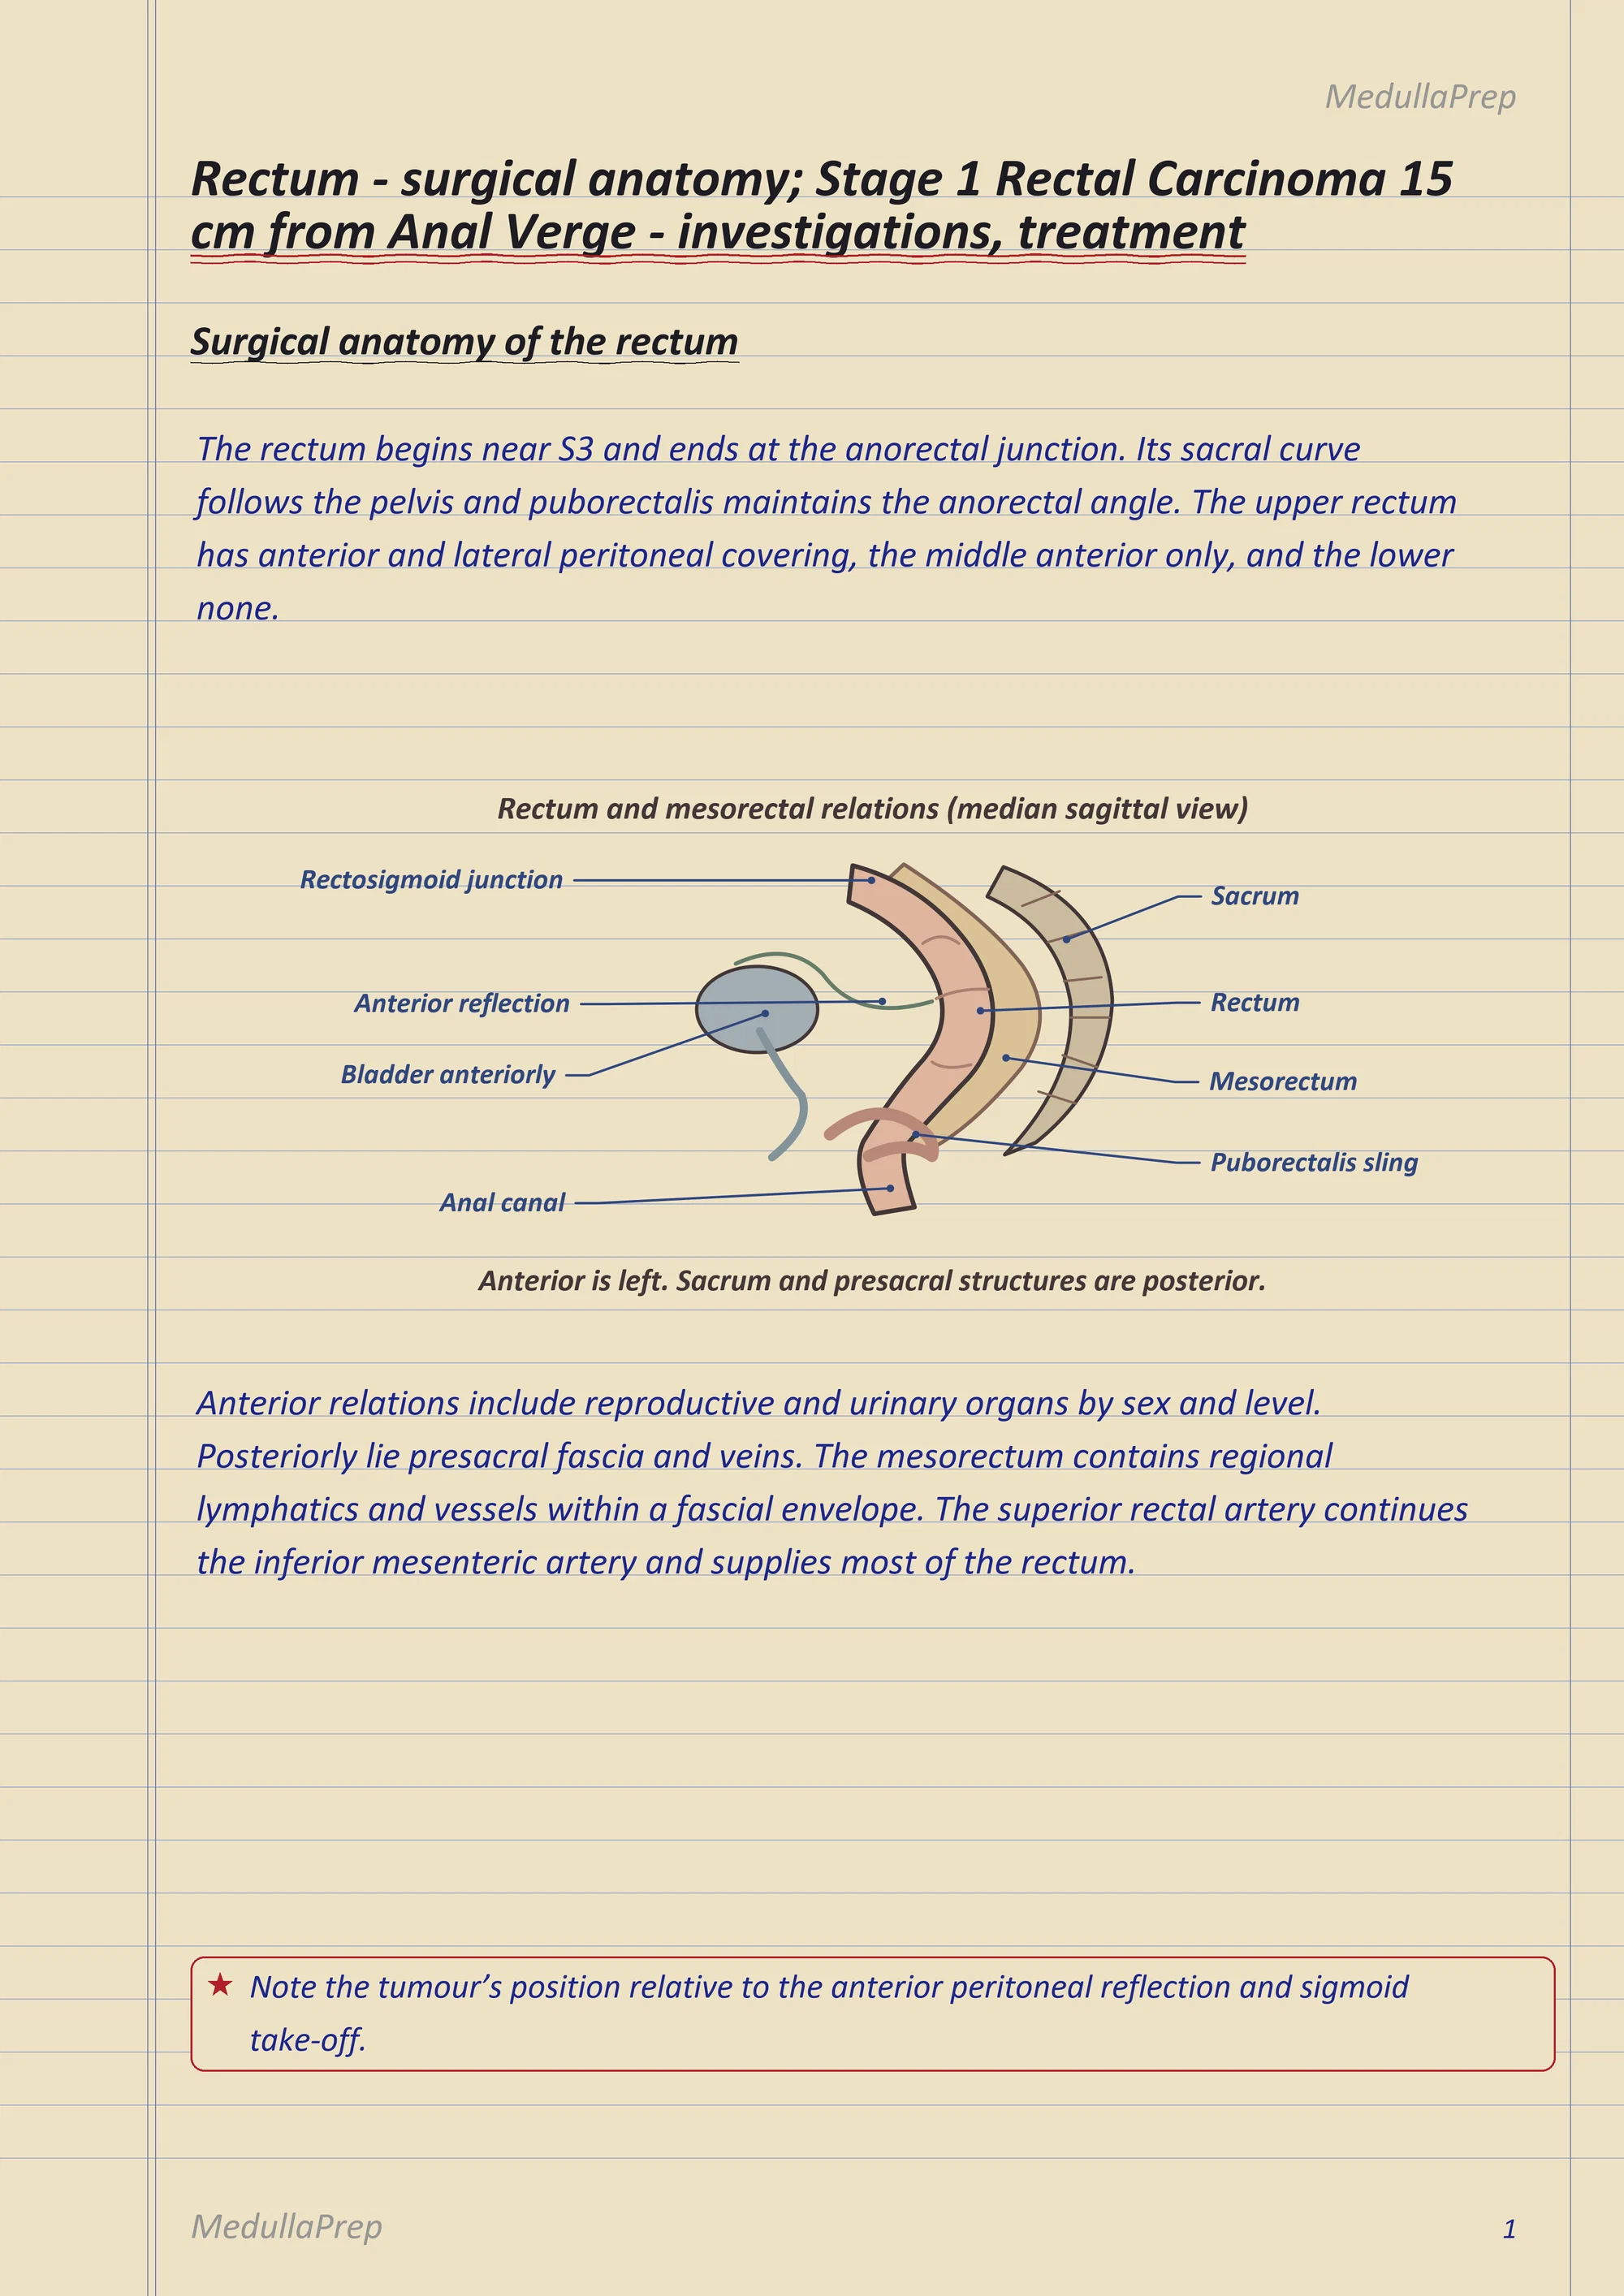 MedullaPrep
Rectum - surgical anatomy; Stage 1 Rectal Carcinoma 15
cm from Anal Verge - investigations, treatment
Surgical anatomy of the rectum
The rectum begins near S3 and ends at the anorectal junction. Its sacral curve
follows the pelvis and puborectalis maintains the anorectal angle. The upper rectum
has anterior and lateral peritoneal covering, the middle anterior only, and the lower
none.
Rectum and mesorectal relations (median sagittal view)
Rectosigmoid junction
Sacrum
Anterior reflection
Rectum
Bladder anteriorly
Mesorectum
Puborectalis sling
Anal canal
Anterior is left. Sacrum and presacral structures are posterior.
Anterior relations include reproductive and urinary organs by sex and level.
Posteriorly lie presacral fascia and veins. The mesorectum contains regional
lymphatics and vessels within a fascial envelope. The superior rectal artery continues
the inferior mesenteric artery and supplies most of the rectum.
★ Note the tumour’s position relative to the anterior peritoneal reflection and sigmoid
take-off.
MedullaPrep
1